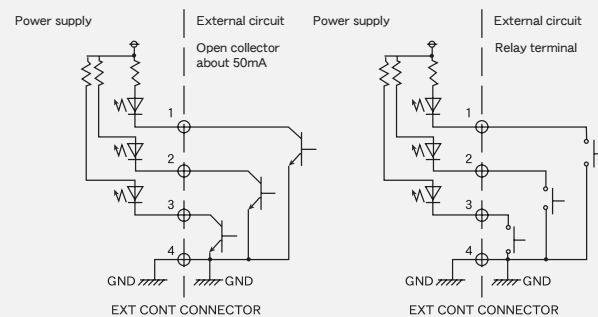 Power supply
External circuit
Open collector
about 50mA
1
2
3
4
GND
GND
EXT CONT CONNECTOR
Power supply
External circuit
Relay terminal
1
2
3
4
GND
GND
EXT CONT CONNECTOR